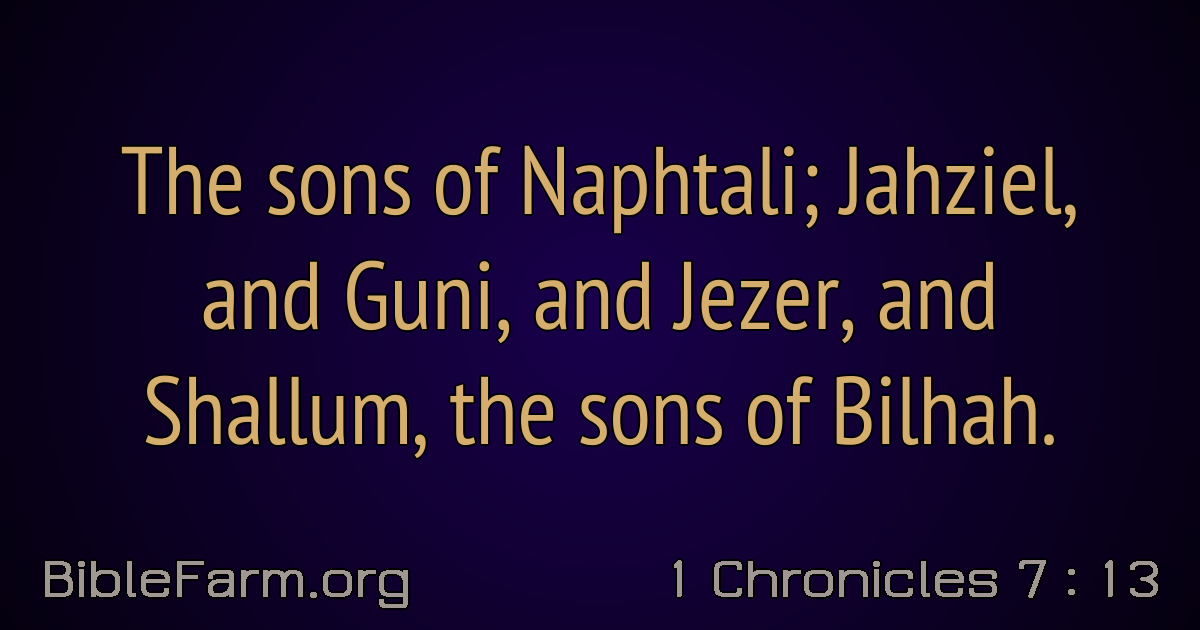 The sons of Naphtali; Jahziel,
and Guni, and Jezer, and
Shallum, the sons of Bilhah.
BibleFarm.org
1 Chronicles 7 : 13